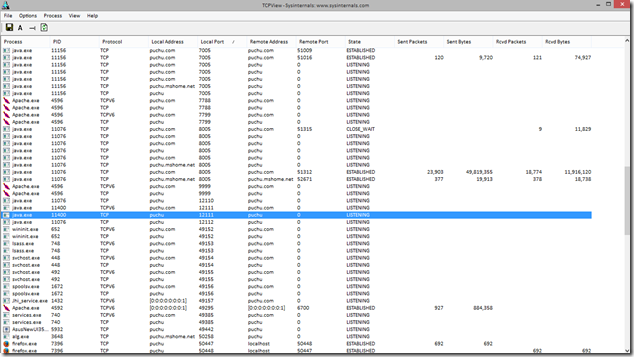 TCPView - Sysinternals: www.sysinternals.com
File Options Process View Help
A
Process PID Protocol Local Address Local Port / Remote Address Remote Port State Sent Packets Sent Bytes Rcvd Packets Rcvd Bytes
java.exe 11156 TCP puchu.com 7005 puchu.com 51009 ESTABLISHED
java.exe 11156 TCP puchu.com 7005 puchu.com 51016 ESTABLISHED 120 9,720 121 74,927
java.exe 11156 TCP puchu 7005 puchu 0 LISTENING
java.exe 11156 TCP puchu.com 7005 puchu 0 LISTENING
java.exe 11156 TCP puchu.com 7005 puchu 0 LISTENING
java.exe 11156 TCP puchu.mshome.net 7005 puchu 0 LISTENING
java.exe 11156 TCP puchu 7005 puchu 0 LISTENING
Apache.exe 4596 TCPV6 puchu.com 7788 puchu 0 LISTENING
Apache.exe 4596 TCP puchu 7788 puchu 0 LISTENING
Apache.exe 4596 TCPV6 puchu.com 7799 puchu 0 LISTENING
Apache.exe 4596 TCP puchu 7799 puchu 0 LISTENING
java.exe 11076 TCP puchu.com 8005 puchu.com 51315 CLOSE_WAIT 9 11,829
java.exe 11076 TCP puchu.com 8005 puchu 0 LISTENING
java.exe 11076 TCP puchu 8005 puchu 0 LISTENING
java.exe 11076 TCP puchu.com 8005 puchu 0 LISTENING
java.exe 11076 TCP puchu 8005 puchu 0 LISTENING
java.exe 11076 TCP puchu.mshome.net 8005 puchu 0 LISTENING
java.exe 11076 TCP puchu.com 8005 puchu.com 51312 ESTABLISHED 23,903 49,819,355 18,774 11,916,120
java.exe 11076 TCP puchu.mshome.net 8005 puchu.mshome.net 52671 ESTABLISHED 377 19,913 378 18,738
Apache.exe 4596 TCPV6 puchu.com 9999 puchu 0 LISTENING
Apache.exe 4596 TCP puchu 9999 puchu 0 LISTENING
java.exe 11076 TCP puchu 12110 puchu 0 LISTENING
java.exe 11400 TCPV6 puchu.com 12111 puchu 0 LISTENING
java.exe 11400 TCP puchu 12111 puchu 0 LISTENING
java.exe 11076 TCP puchu 12112 puchu 0 LISTENING
wininit.exe 652 TCPV6 puchu.com 49152 puchu 0 LISTENING
wininit.exe 652 TCP puchu 49152 puchu 0 LISTENING
lsass.exe 748 TCPV6 puchu.com 49153 puchu 0 LISTENING
lsass.exe 748 TCP puchu 49153 puchu 0 LISTENING
svchost.exe 448 TCPV6 puchu.com 49154 puchu 0 LISTENING
svchost.exe 448 TCP puchu 49154 puchu 0 LISTENING
svchost.exe 492 TCPV6 puchu.com 49155 puchu 0 LISTENING
svchost.exe 492 TCP puchu 49155 puchu 0 LISTENING
spoolsv.exe 1672 TCPV6 puchu.com 49156 puchu 0 LISTENING
spoolsv.exe 1672 TCP puchu 49156 puchu 0 LISTENING
Jhi_service.exe 1432 TCPV6 [0:0:0:0:0:0:0:1] 49157 puchu.com 0 LISTENING
Apache.exe 4592 TCPV6 [0:0:0:0:0:0:0:1] 49295 [0:0:0:0:0:0:0:1] 6700 ESTABLISHED 927 884,358
services.exe 740 TCPV6 puchu.com 49385 puchu.com 0 LISTENING
services.exe 740 TCP puchu 49385 puchu 0 LISTENING
AsusNewUI35... 5932 TCP puchu 49442 puchu 0 LISTENING
alg.exe 3648 TCP puchu.mshome.net 50258 puchu 0 LISTENING
firefox.exe 7396 TCP puchu 50447 localhost 50448 ESTABLISHED 692 692
firefox.exe 7396 TCP puchu 50448 localhost 50447 ESTABLISHED 692 692